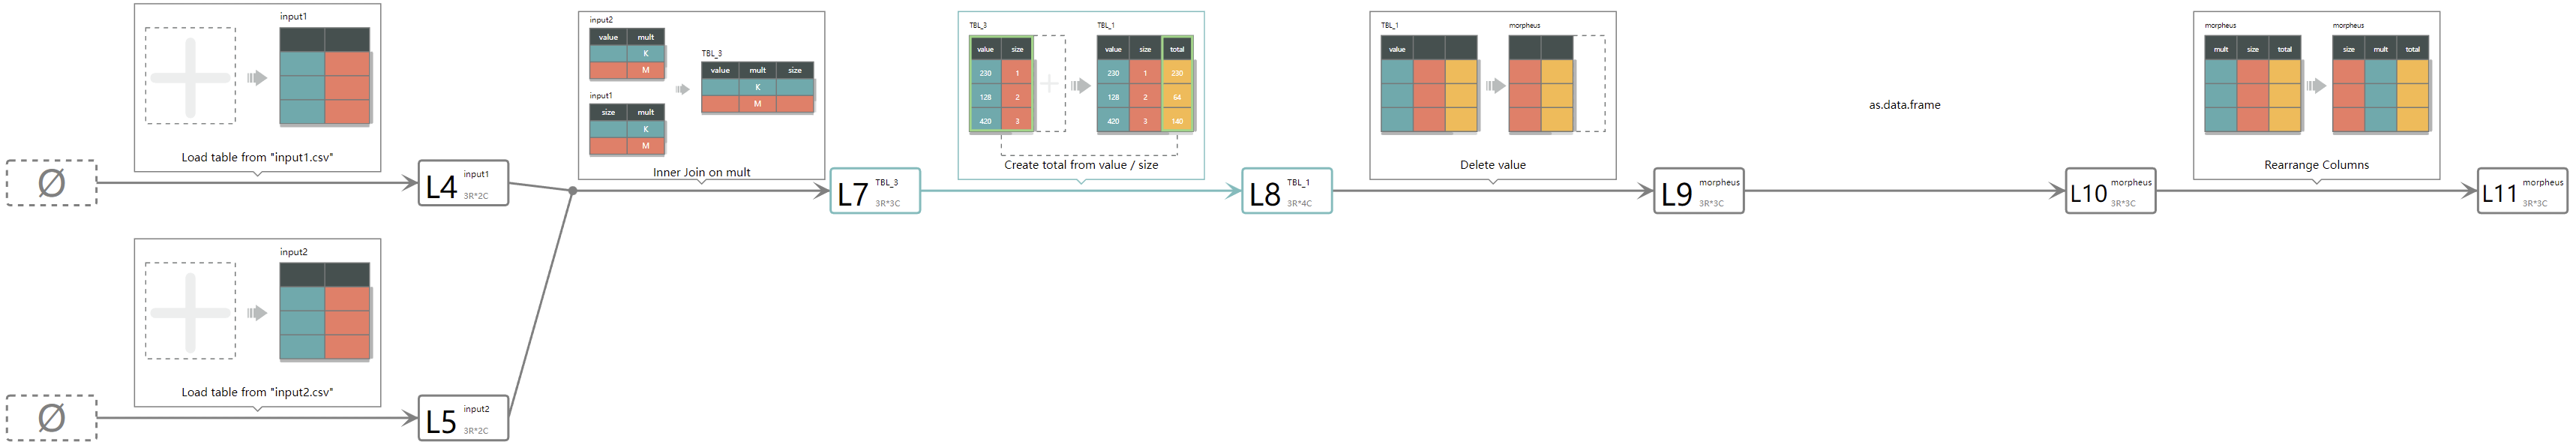 input1
Load table from "input1.csv"
Ø
L4 input1
3R*2C
input2
Load table from "input2.csv"
Ø
L5 input2
3R*2C
input2
value mult
K
M
input1
size mult
K
M
TBL_3
value mult size
K
M
Inner Join on mult
L7 TBL_3
3R*3C
TBL_3
value size
230 1
128 2
420 3
TBL_1
value size total
230 1 230
128 2 64
420 3 140
Create total from value / size
L8 TBL_1
3R*4C
TBL_1
value
morpheus
Delete value
L9 morpheus
3R*3C
as.data.frame
L10 morpheus
3R*3C
morpheus
mult size total
morpheus
size mult total
Rearrange Columns
L11 morpheus
3R*3C